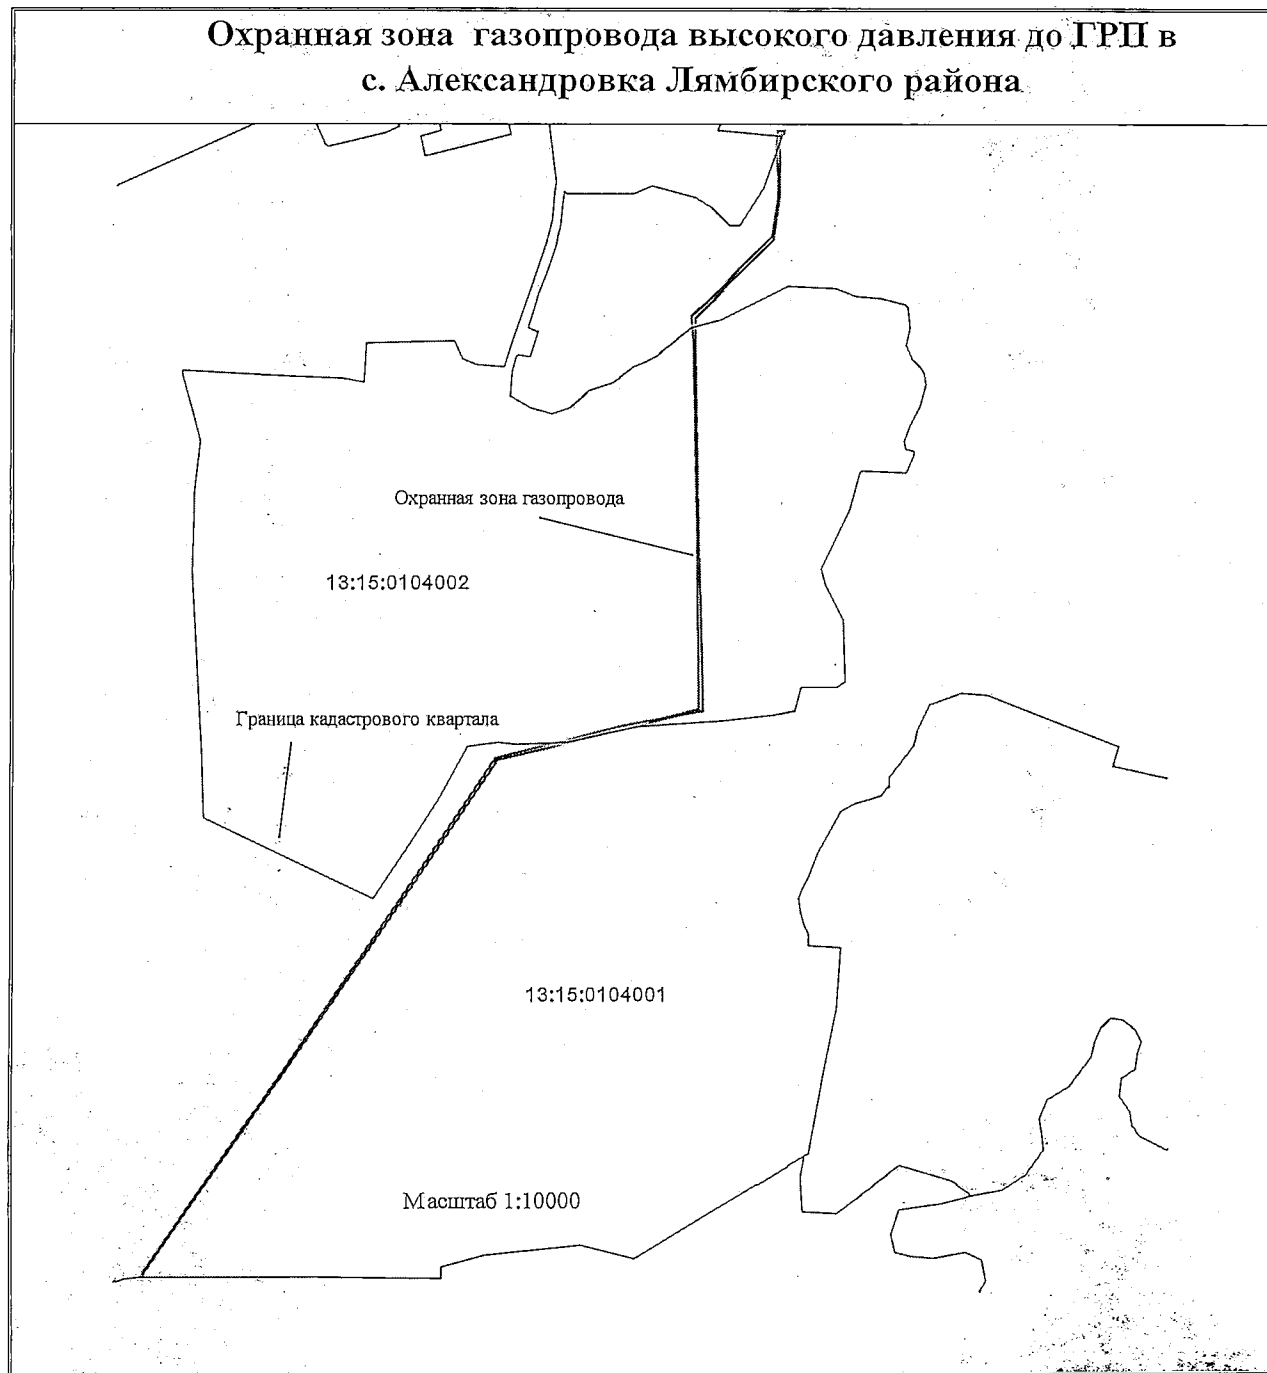 Охранная зона газопровода высокого давления до ГРП в
с. Александровка Лямбирского района
Охранная зона газопровода
13:15:0104002
Граница кадастрового квартала
13:15:0104001
Масштаб 1:10000